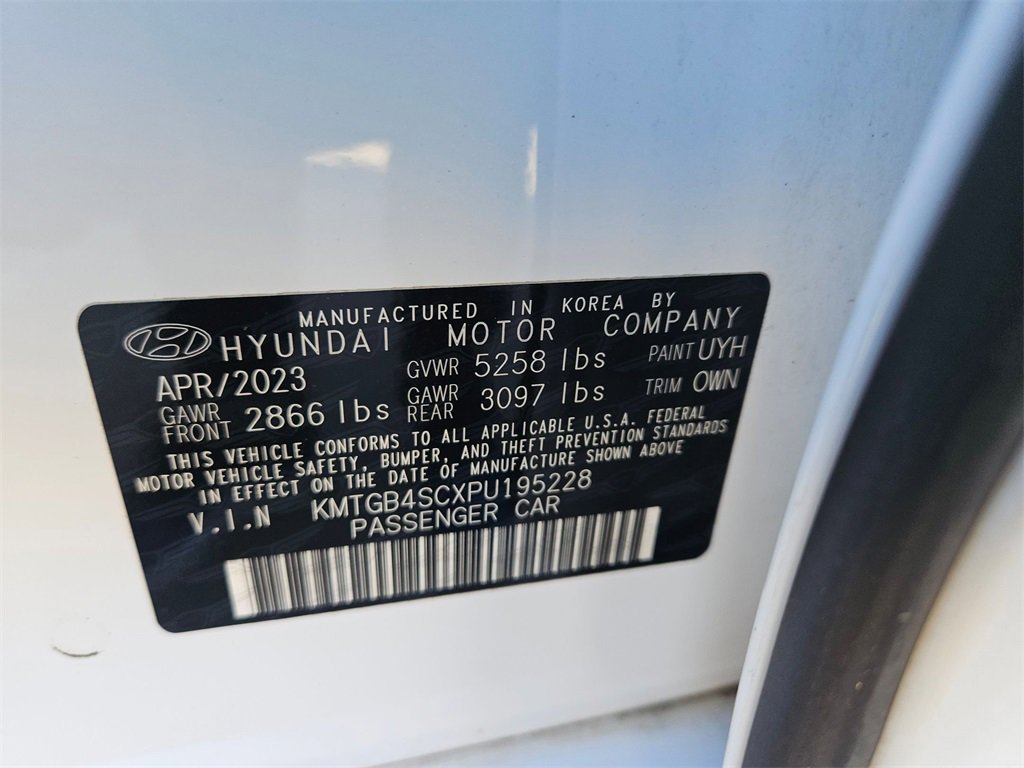 MANUFACTURED IN KOREA BY
HYUNDAI MOTOR COMPANY
APR/2023 GVWR 5258 lbs PAINT UYH
GAWR FRONT 2866 lbs GAWR REAR 3097 lbs TRIM OWN
THIS VEHICLE CONFORMS TO ALL APPLICABLE U.S.A. FEDERAL
MOTOR VEHICLE SAFETY, BUMPER, AND THEFT PREVENTION STANDARDS
IN EFFECT ON THE DATE OF MANUFACTURE SHOWN ABOVE
V.I.N KMTGB4SCXPU195228
PASSENGER CAR